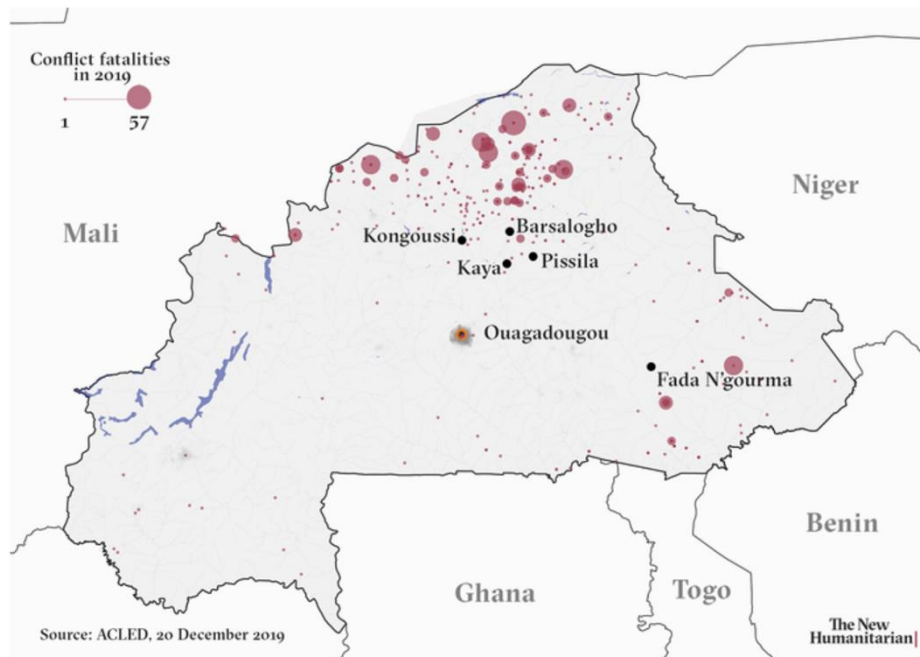 Conflict fatalities
in 2019
1 57
Niger
Mali
Kongoussi
Barsalogho
Kaya
Pissila
Ouagadougou
Fada N'gourma
Benin
Ghana
Togo
Source: ACLED, 20 December 2019
The New
Humanitarian